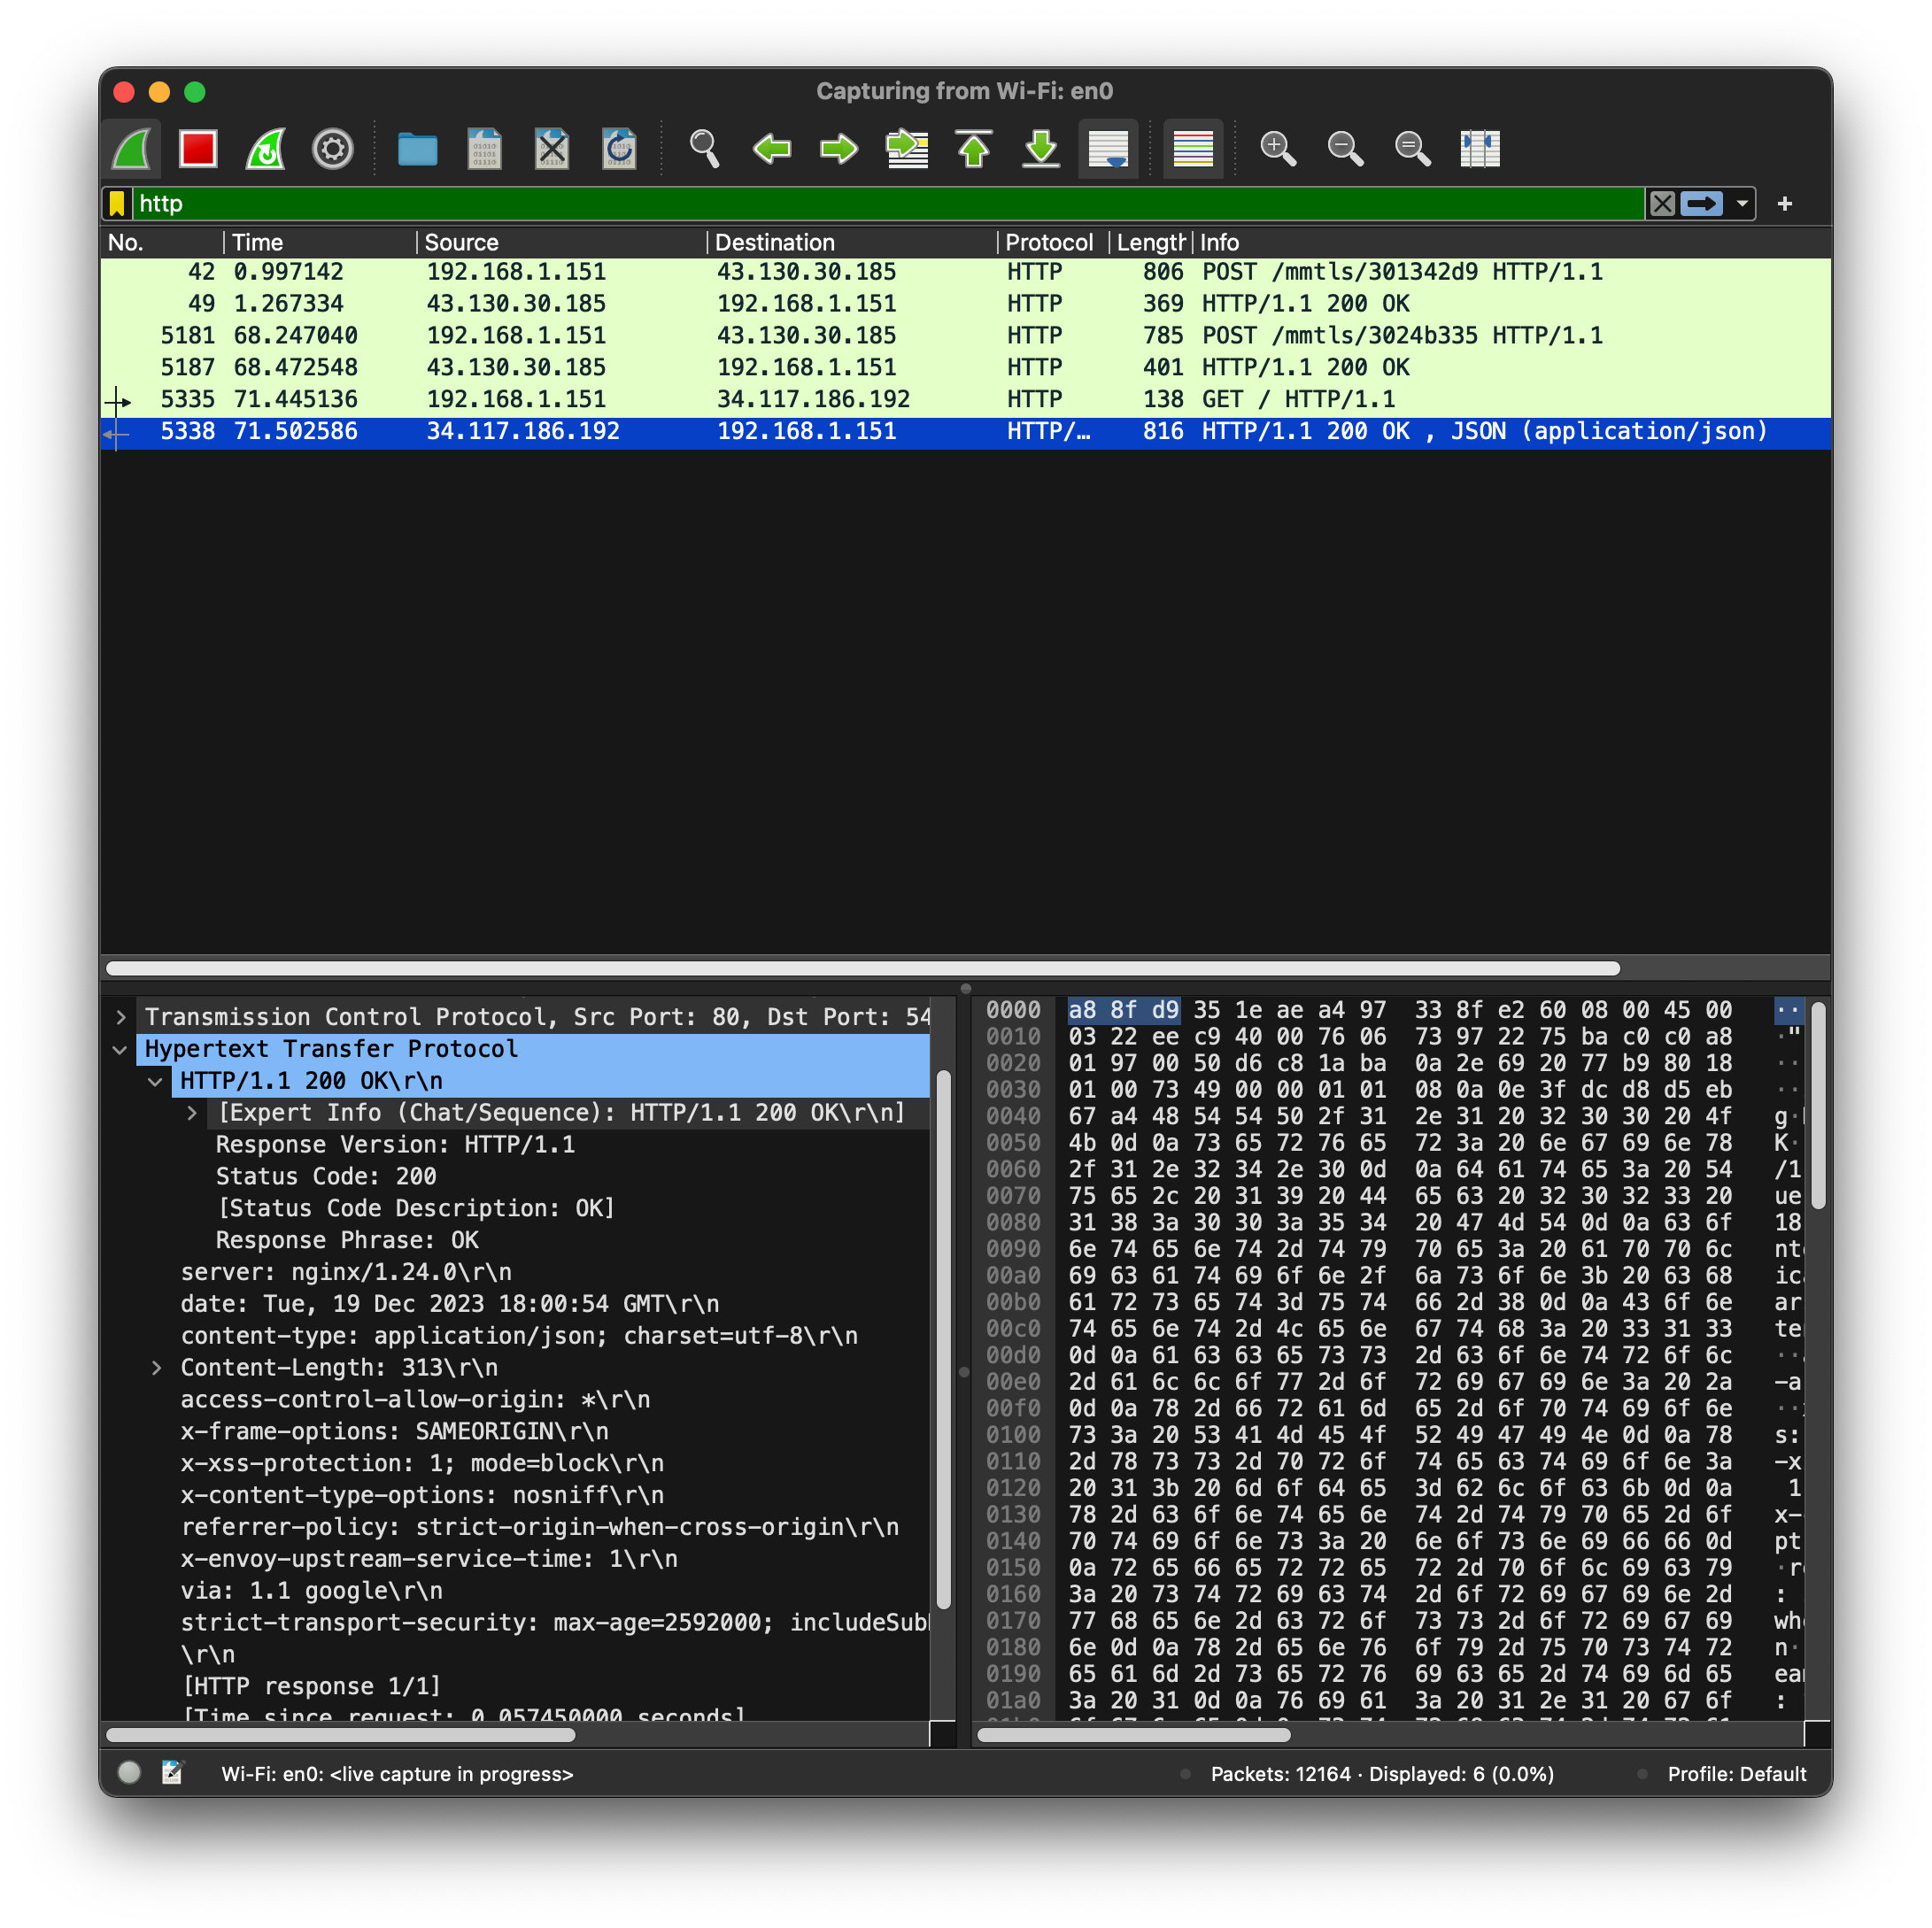 Capturing from Wi-Fi: en0
http
No. Time Source Destination Protocol Length Info
42 0.997142 192.168.1.151 43.130.30.185 HTTP 806 POST /mmtls/301342d9 HTTP/1.1
49 1.267334 43.130.30.185 192.168.1.151 HTTP 369 HTTP/1.1 200 OK
5181 68.247040 192.168.1.151 43.130.30.185 HTTP 785 POST /mmtls/3024b335 HTTP/1.1
5187 68.472548 43.130.30.185 192.168.1.151 HTTP 401 HTTP/1.1 200 OK
5335 71.445136 192.168.1.151 34.117.186.192 HTTP 138 GET / HTTP/1.1
5338 71.502586 34.117.186.192 192.168.1.151 HTTP/… 816 HTTP/1.1 200 OK , JSON (application/json)
Transmission Control Protocol, Src Port: 80, Dst Port: 54
Hypertext Transfer Protocol
HTTP/1.1 200 OK\r\n
[Expert Info (Chat/Sequence): HTTP/1.1 200 OK\r\n]
Response Version: HTTP/1.1
Status Code: 200
[Status Code Description: OK]
Response Phrase: OK
server: nginx/1.24.0\r\n
date: Tue, 19 Dec 2023 18:00:54 GMT\r\n
content-type: application/json; charset=utf-8\r\n
Content-Length: 313\r\n
access-control-allow-origin: *\r\n
x-frame-options: SAMEORIGIN\r\n
x-xss-protection: 1; mode=block\r\n
x-content-type-options: nosniff\r\n
referrer-policy: strict-origin-when-cross-origin\r\n
x-envoy-upstream-service-time: 1\r\n
via: 1.1 google\r\n
strict-transport-security: max-age=2592000; includeSub
\r\n
[HTTP response 1/1]
[Time since request: 0.057450000 seconds]
0000 a8 8f d9 35 1e ae a4 97 33 8f e2 60 08 00 45 00 ··
0010 03 22 ee c9 40 00 76 06 73 97 22 75 ba c0 c0 a8 ·"
0020 01 97 00 50 d6 c8 1a ba 0a 2e 69 20 77 b9 80 18 ··
0030 01 00 73 49 00 00 01 01 08 0a 0e 3f dc d8 d5 eb ··
0040 67 a4 48 54 54 50 2f 31 2e 31 20 32 30 30 20 4f g·
0050 4b 0d 0a 73 65 72 76 65 72 3a 20 6e 67 69 6e 78 K·
0060 2f 31 2e 32 34 2e 30 0d 0a 64 61 74 65 3a 20 54 /1
0070 75 65 2c 20 31 39 20 44 65 63 20 32 30 32 33 20 ue
0080 31 38 3a 30 30 3a 35 34 20 47 4d 54 0d 0a 63 6f 18
0090 6e 74 65 6e 74 2d 74 79 70 65 3a 20 61 70 70 6c nt
00a0 69 63 61 74 69 6f 6e 2f 6a 73 6f 6e 3b 20 63 68 ic
00b0 61 72 73 65 74 3d 75 74 66 2d 38 0d 0a 43 6f 6e ar
00c0 74 65 6e 74 2d 4c 65 6e 67 74 68 3a 20 33 31 33 te
00d0 0d 0a 61 63 63 65 73 73 2d 63 6f 6e 74 72 6f 6c ··
00e0 2d 61 6c 6c 6f 77 2d 6f 72 69 67 69 6e 3a 20 2a -a
00f0 0d 0a 78 2d 66 72 61 6d 65 2d 6f 70 74 69 6f 6e ··
0100 73 3a 20 53 41 4d 45 4f 52 49 47 49 4e 0d 0a 78 s:
0110 2d 78 73 73 2d 70 72 6f 74 65 63 74 69 6f 6e 3a -x
0120 20 31 3b 20 6d 6f 64 65 3d 62 6c 6f 63 6b 0d 0a 1
0130 78 2d 63 6f 6e 74 65 6e 74 2d 74 79 70 65 2d 6f x-
0140 70 74 69 6f 6e 73 3a 20 6e 6f 73 6e 69 66 66 0d pt
0150 0a 72 65 66 65 72 72 65 72 2d 70 6f 6c 69 63 79 ·r
0160 3a 20 73 74 72 69 63 74 2d 6f 72 69 67 69 6e 2d :
0170 77 68 65 6e 2d 63 72 6f 73 73 2d 6f 72 69 67 69 wh
0180 6e 0d 0a 78 2d 65 6e 76 6f 79 2d 75 70 73 74 72 n·
0190 65 61 6d 2d 73 65 72 76 69 63 65 2d 74 69 6d 65 ea
01a0 3a 20 31 0d 0a 76 69 61 3a 20 31 2e 31 20 67 6f :
Wi-Fi: en0: <live capture in progress>
Packets: 12164 · Displayed: 6 (0.0%)
Profile: Default